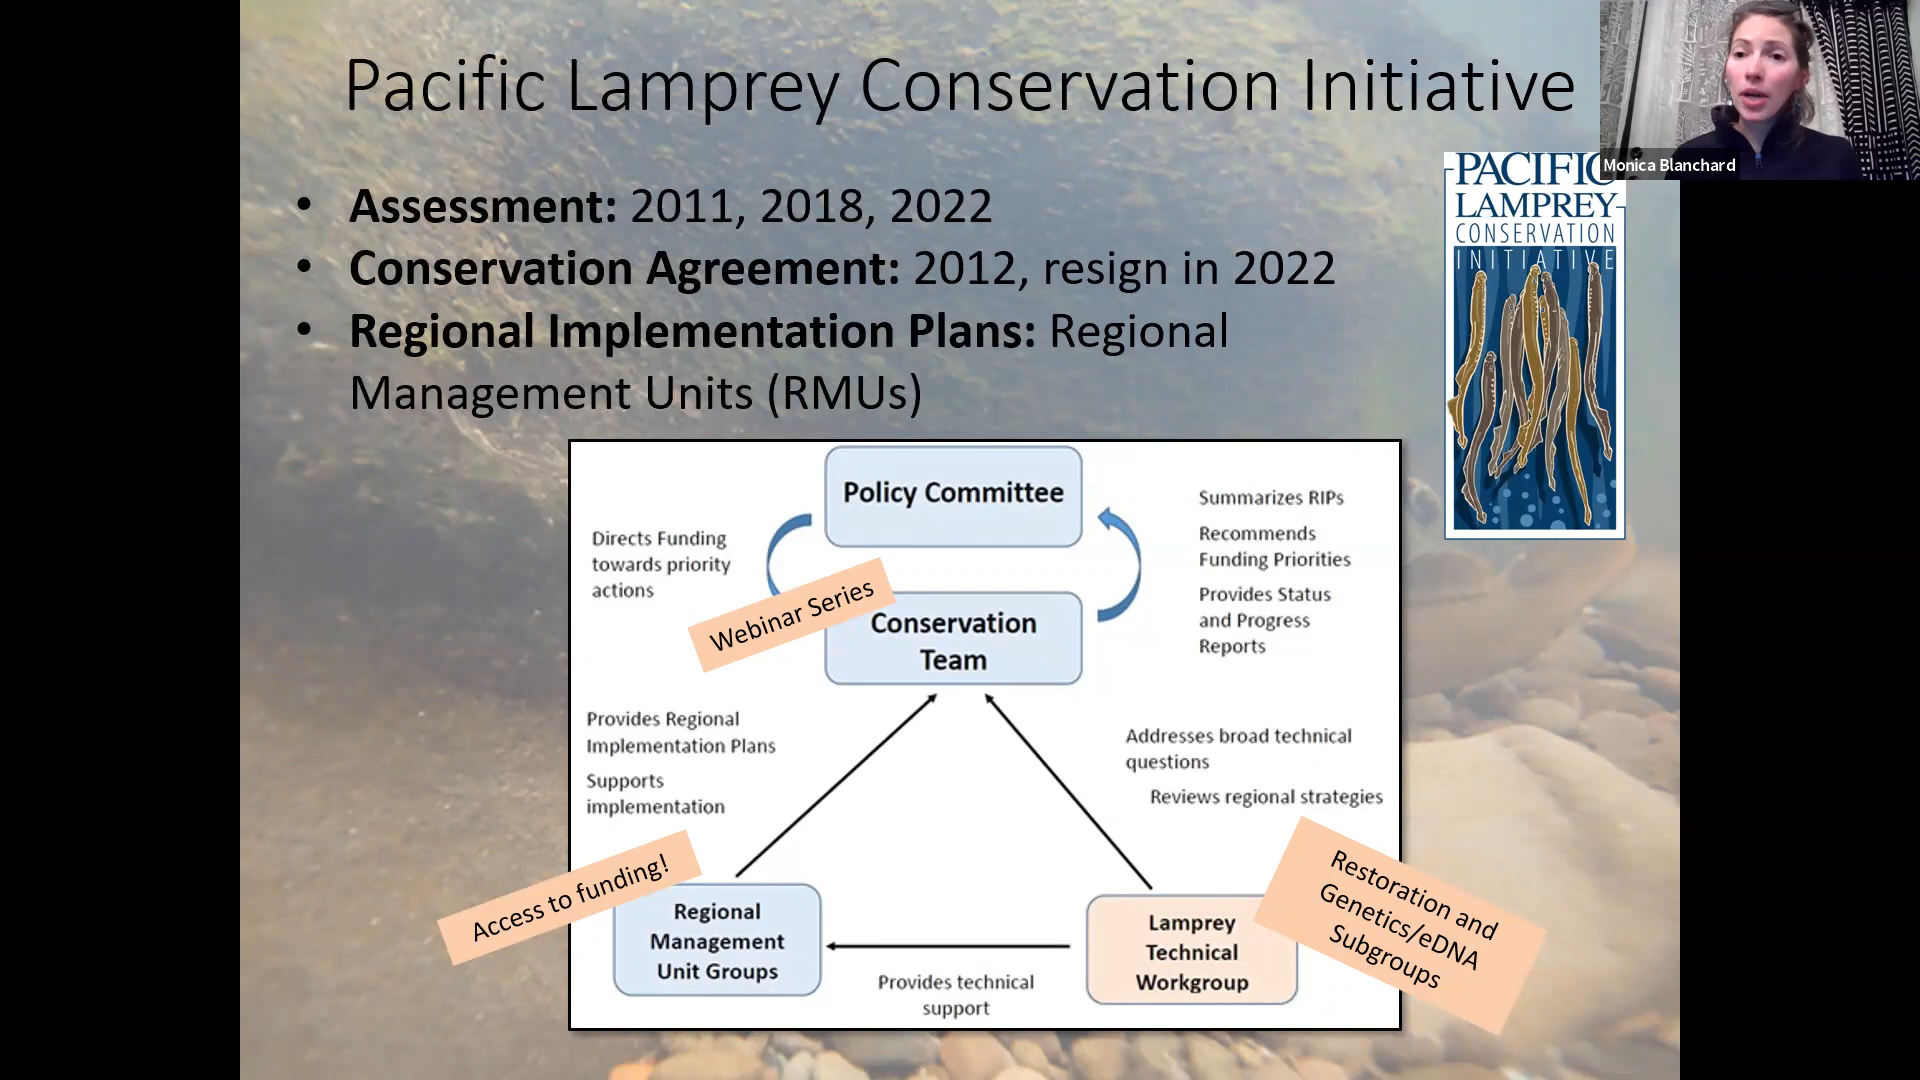 Pacific Lamprey Conservation Initiative
Monica Blanchard
• Assessment: 2011, 2018, 2022
• Conservation Agreement: 2012, resign in 2022
• Regional Implementation Plans: Regional
Management Units (RMUs)
PACIFIC
LAMPREY
CONSERVATION
INITIATIVE
Policy Committee
Directs Funding
towards priority
actions
Summarizes RIPs
Recommends
Funding Priorities
Provides Status
and Progress
Reports
Webinar Series
Conservation
Team
Provides Regional
Implementation Plans
Supports
implementation
Addresses broad technical
questions
Reviews regional strategies
Access to funding!
Regional
Management
Unit Groups
Provides technical
support
Lamprey
Technical
Workgroup
Restoration and
Genetics/eDNA
Subgroups